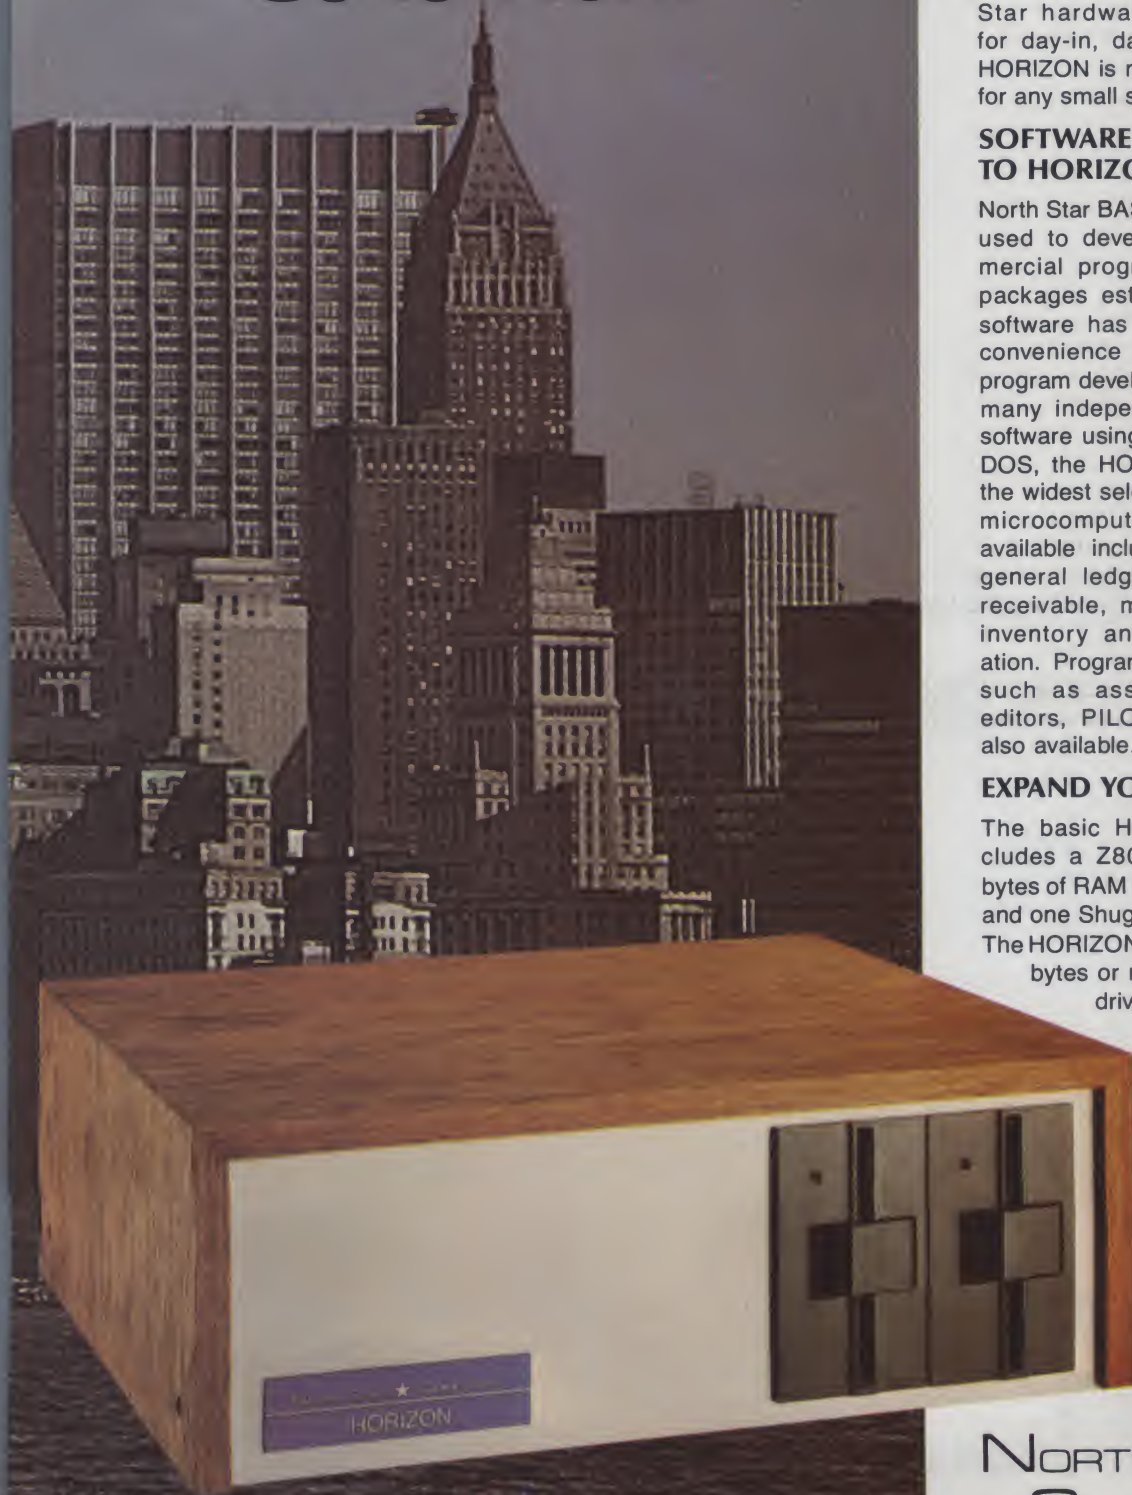 Star hardwa
for day-in, da
HORIZON is r
for any small s
SOFTWARE
TO HORIZO
North Star BAS
used to deve
mercial progr
packages est
software has
convenience
program devel
many indepe
software using
DOS, the HO
the widest sel
microcomput
available incl
general ledg
receivable, m
inventory an
ation. Program
such as ass
editors, PILO
also available.
EXPAND YO
The basic H
cludes a Z80
bytes of RAM
and one Shug
The HORIZON
bytes or
driv
HORIZON
NORT